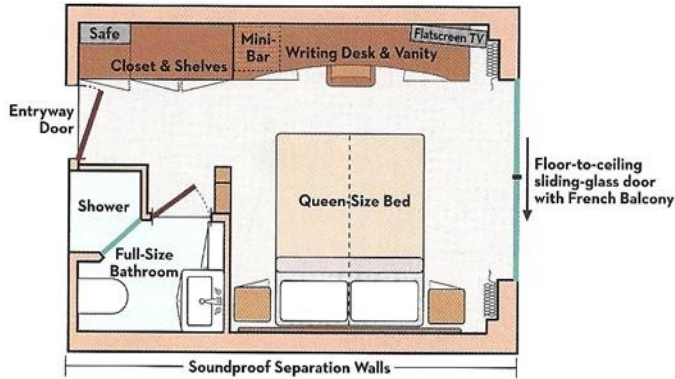 Safe
Closet & Shelves
Mini-
Bar
Writing Desk & Vanity
Flatscreen TV
Entryway
Door
Floor-to-ceiling
sliding-glass door
with French Balcony
Shower
Queen-Size Bed
Full-Size
Bathroom
Soundproof Separation Walls